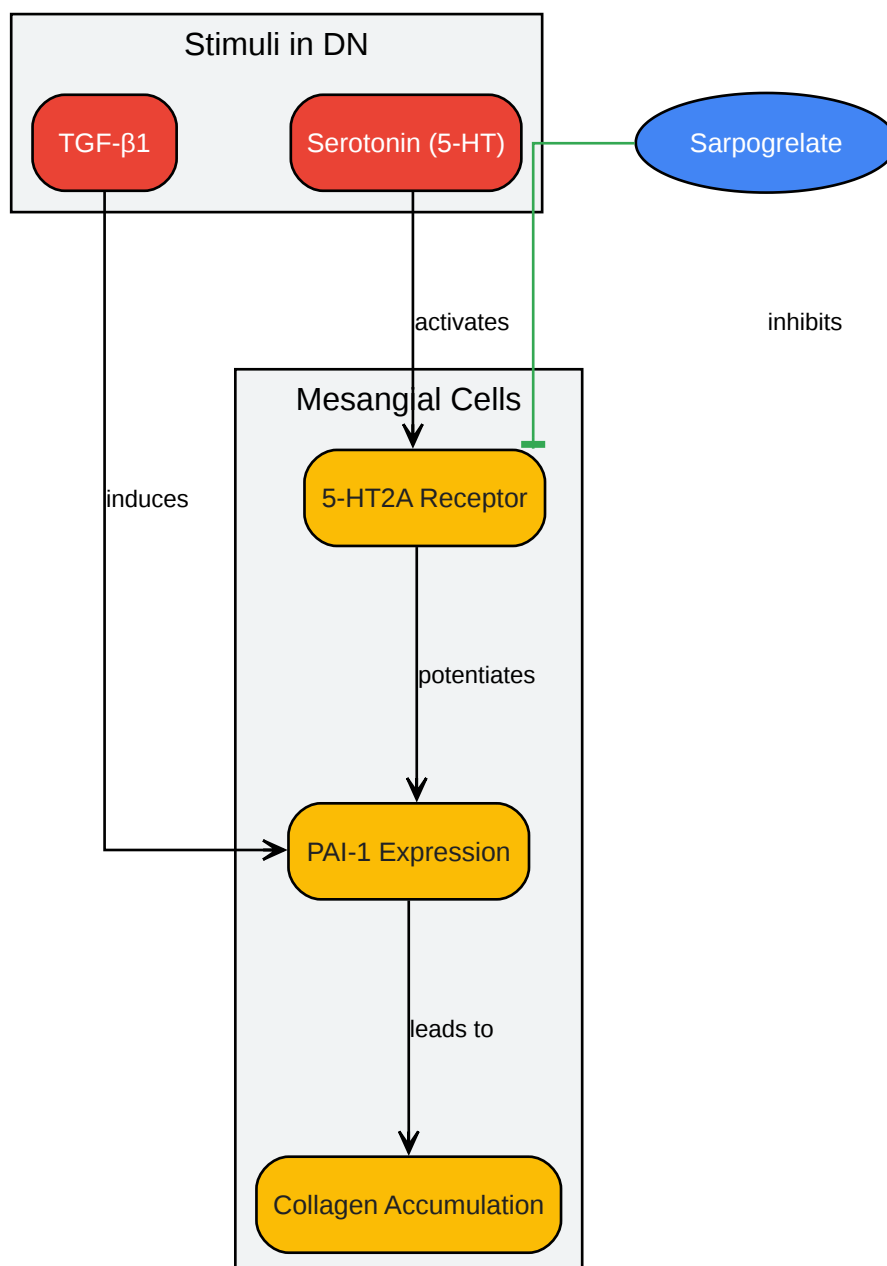 Stimuli in DN
TGF-β1
Serotonin (5-HT)
Sarpogrelate
activates
inhibits
Mesangial Cells
5-HT2A Receptor
induces
potentiates
PAI-1 Expression
leads to
Collagen Accumulation